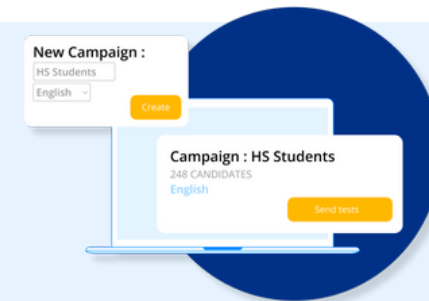 New Campaign :
HS Students
English
Create
Campaign : HS Students
248 CANDIDATES
English
Send tests